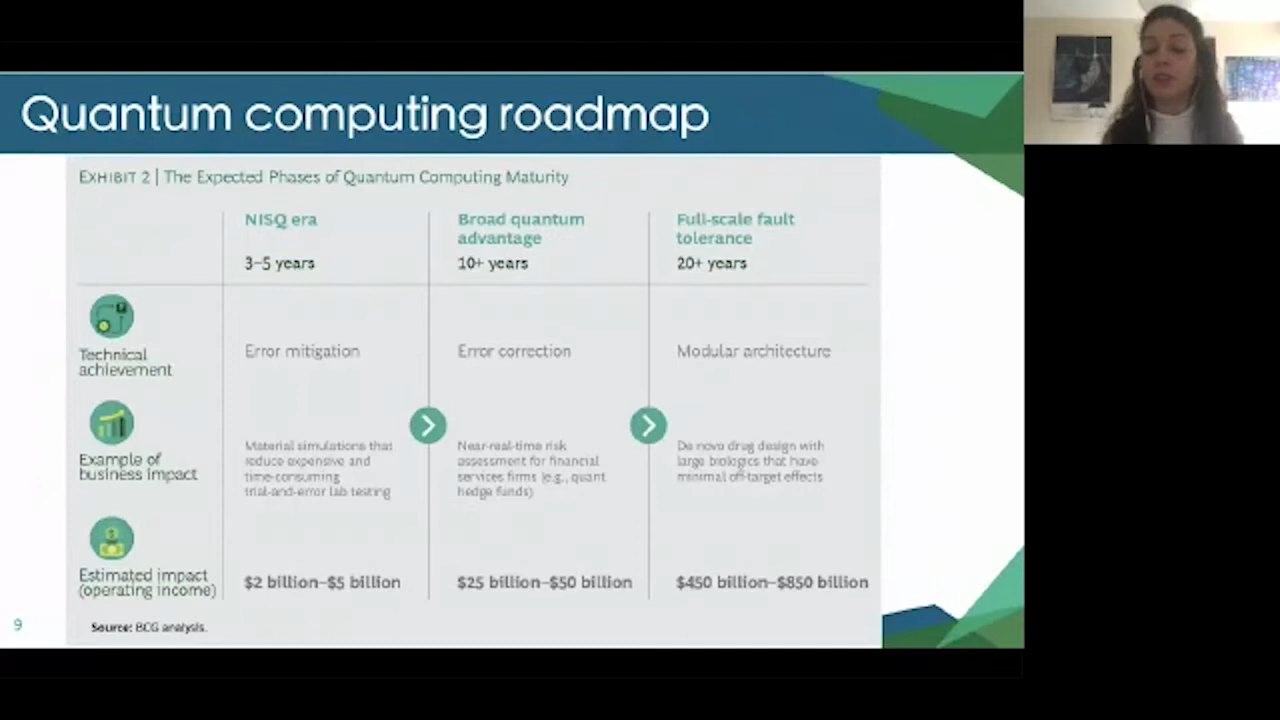 Quantum computing roadmap
EXHIBIT 2 | The Expected Phases of Quantum Computing Maturity
NISQ era
3–5 years
Broad quantum
advantage
10+ years
Full-scale fault
tolerance
20+ years
Technical
achievement
Error mitigation
Error correction
Modular architecture
Example of
business impact
Material simulations that
reduce expensive and
time-consuming
trial-and-error lab testing
Near-real-time risk
assessment for financial
services firms (e.g., quant
hedge funds)
De novo drug design with
large biologics that have
minimal off-target effects
Estimated impact
(operating income)
$2 billion–$5 billion
$25 billion–$50 billion
$450 billion–$850 billion
9
Source: BCG analysis.